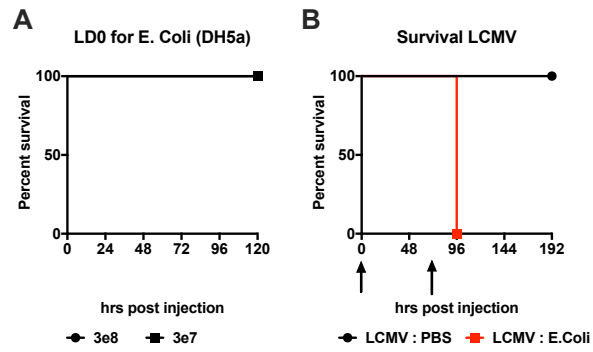 A
LD0 for E. Coli (DH5a)
Percent survival
100
50
0
0 24 48 72 96 120
hrs post injection
3e8 3e7
B
Survival LCMV
Percent survival
100
50
0
0 48 96 144 192
hrs post injection
LCMV : PBS LCMV : E.Coli